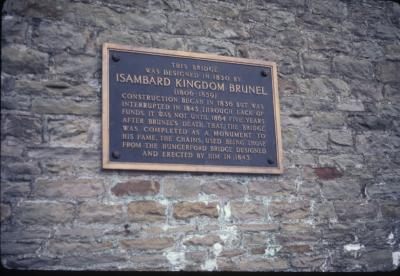 THIS BRIDGE
WAS DESIGNED IN 1830 BY
ISAMBARD KINGDOM BRUNEL
(1806-1859)
CONSTRUCTION BEGAN IN 1836 BUT WAS
INTERRUPTED IN 1843 THROUGH LACK OF
FUNDS. IT WAS NOT UNTIL 1864 FIVE YEARS
AFTER BRUNEL'S DEATH, THAT THE BRIDGE
WAS COMPLETED AS A MONUMENT TO
HIS FAME, THE CHAINS USED BEING THOSE
FROM THE HUNGERFORD BRIDGE DESIGNED
AND ERECTED BY HIM IN 1843.